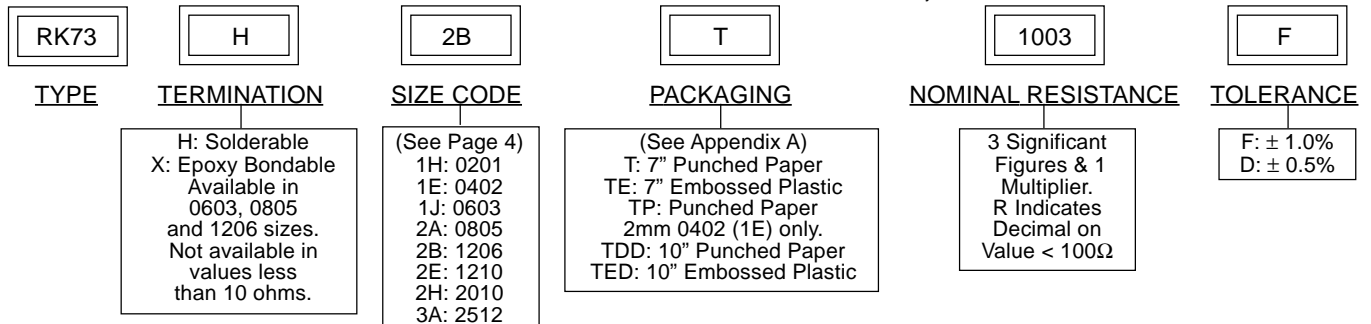 RK73 H 2B T 1003 F
TYPE TERMINATION SIZE CODE PACKAGING NOMINAL RESISTANCE TOLERANCE
H: Solderable
X: Epoxy Bondable
Available in
0603, 0805
and 1206 sizes.
Not available in
values less
than 10 ohms.
(See Page 4)
1H: 0201
1E: 0402
1J: 0603
2A: 0805
2B: 1206
2E: 1210
2H: 2010
3A: 2512
(See Appendix A)
T: 7” Punched Paper
TE: 7” Embossed Plastic
TP: Punched Paper
2mm 0402 (1E) only.
TDD: 10” Punched Paper
TED: 10” Embossed Plastic
3 Significant
Figures & 1
Multiplier.
R Indicates
Decimal on
Value < 100Ω
F: ± 1.0%
D: ± 0.5%